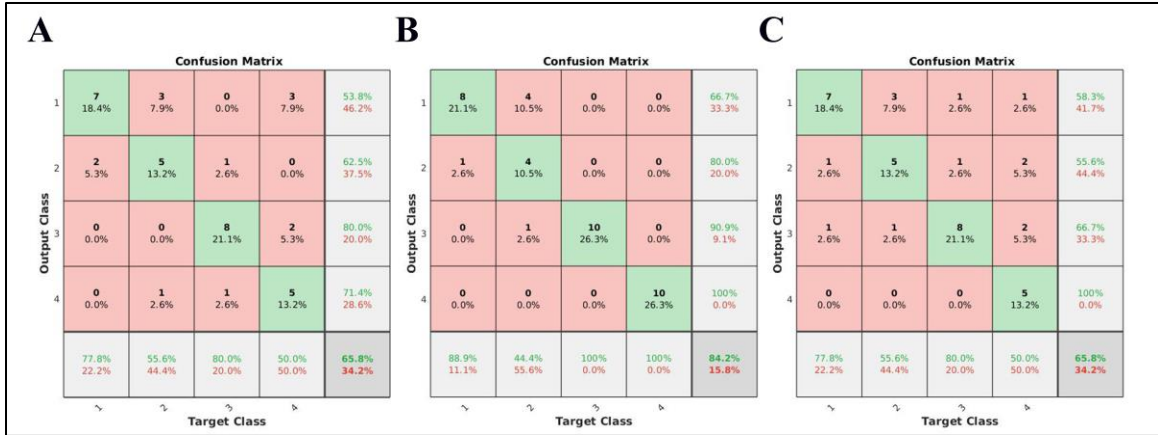 A
B
C
Confusion Matrix
1
7 3 0 3 53.8%
18.4% 7.9% 0.0% 7.9% 46.2%
2
2 5 1 0 62.5%
5.3% 13.2% 2.6% 0.0% 37.5%
3
0 0 8 2 80.0%
0.0% 0.0% 21.1% 5.3% 20.0%
4
0 1 1 5 71.4%
0.0% 2.6% 2.6% 13.2% 28.6%
77.8% 55.6% 80.0% 50.0% 65.8%
22.2% 44.4% 20.0% 50.0% 34.2%
1 2 3 4
Target Class
Output Class
Confusion Matrix
1
8 4 0 0 66.7%
21.1% 10.5% 0.0% 0.0% 33.3%
2
1 4 0 0 80.0%
2.6% 10.5% 0.0% 0.0% 20.0%
3
0 1 10 0 90.9%
0.0% 2.6% 26.3% 0.0% 9.1%
4
0 0 0 10 100%
0.0% 0.0% 0.0% 26.3% 0.0%
88.9% 44.4% 100% 100% 84.2%
11.1% 55.6% 0.0% 0.0% 15.8%
1 2 3 4
Target Class
Output Class
Confusion Matrix
1
7 3 1 1 58.3%
18.4% 7.9% 2.6% 2.6% 41.7%
2
1 5 1 2 55.6%
2.6% 13.2% 2.6% 5.3% 44.4%
3
1 1 8 2 66.7%
2.6% 2.6% 21.1% 5.3% 33.3%
4
0 0 0 5 100%
0.0% 0.0% 0.0% 13.2% 0.0%
77.8% 55.6% 80.0% 50.0% 65.8%
22.2% 44.4% 20.0% 50.0% 34.2%
1 2 3 4
Target Class
Output Class